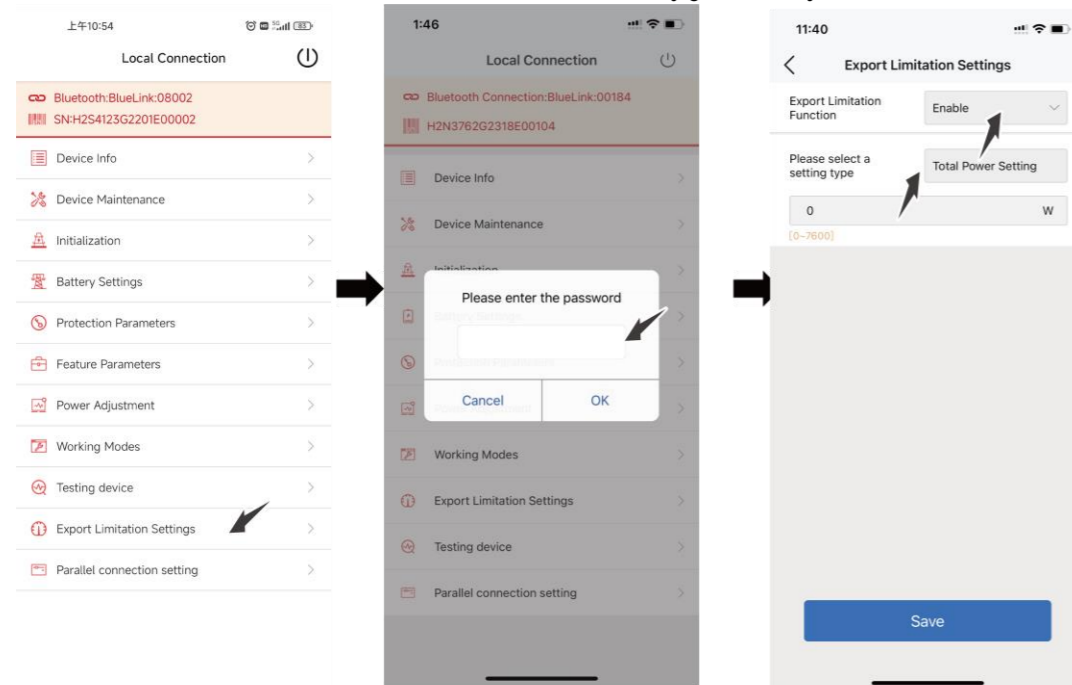 上午10:54
5G
83
Local Connection
Bluetooth:BlueLink:08002
SN:H2S4123G2201E00002
Device Info
Device Maintenance
Initialization
Battery Settings
Protection Parameters
Feature Parameters
Power Adjustment
Working Modes
Testing device
Export Limitation Settings
Parallel connection setting
1:46
Local Connection
Bluetooth Connection:BlueLink:00184
H2N3762G2318E00104
Device Info
Device Maintenance
Initialization
Please enter the password
Cancel
OK
Working Modes
Export Limitation Settings
Testing device
Parallel connection setting
11:40
Export Limitation Settings
Export Limitation
Function
Enable
Please select a
setting type
Total Power Setting
0
W
[0~7600]
Save